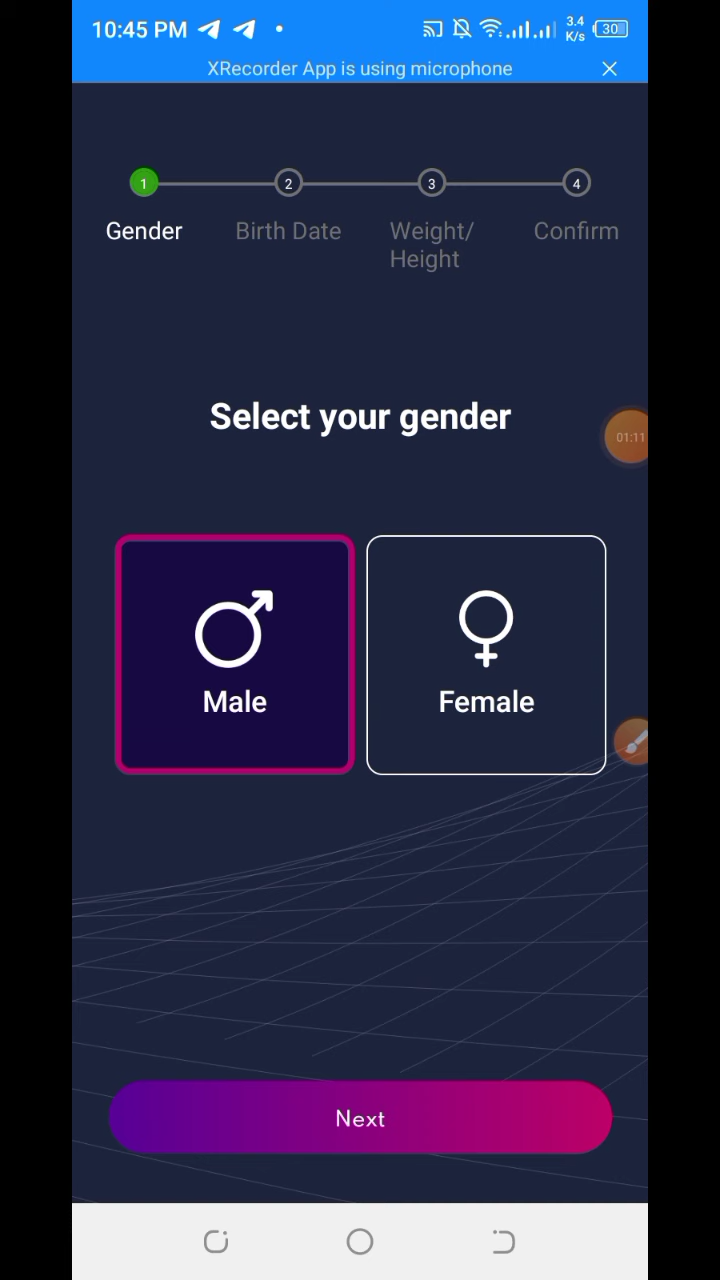 10:45 PM
3.4
K/s
30
XRecorder App is using microphone
1
2
3
4
Gender
Birth Date
Weight/
Height
Confirm
Select your gender
01:11
Male
Female
Next